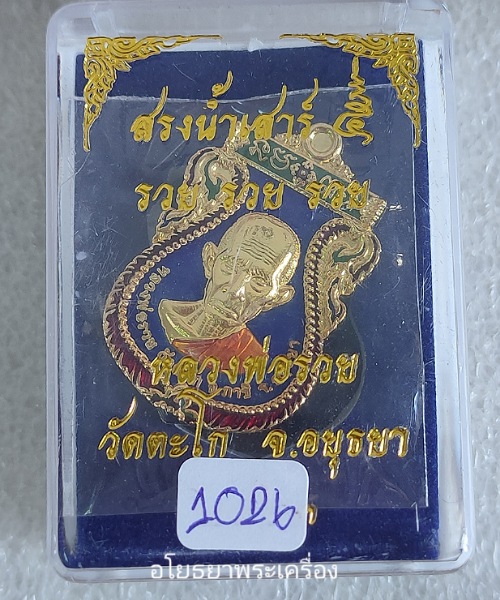 สรงน้ำเสาร์ ๕
รวย รวย รวย
หลวงพ่อรวย
วัดตะโก จ.อยุธยา
1026
อโยธยาพระเครื่อง